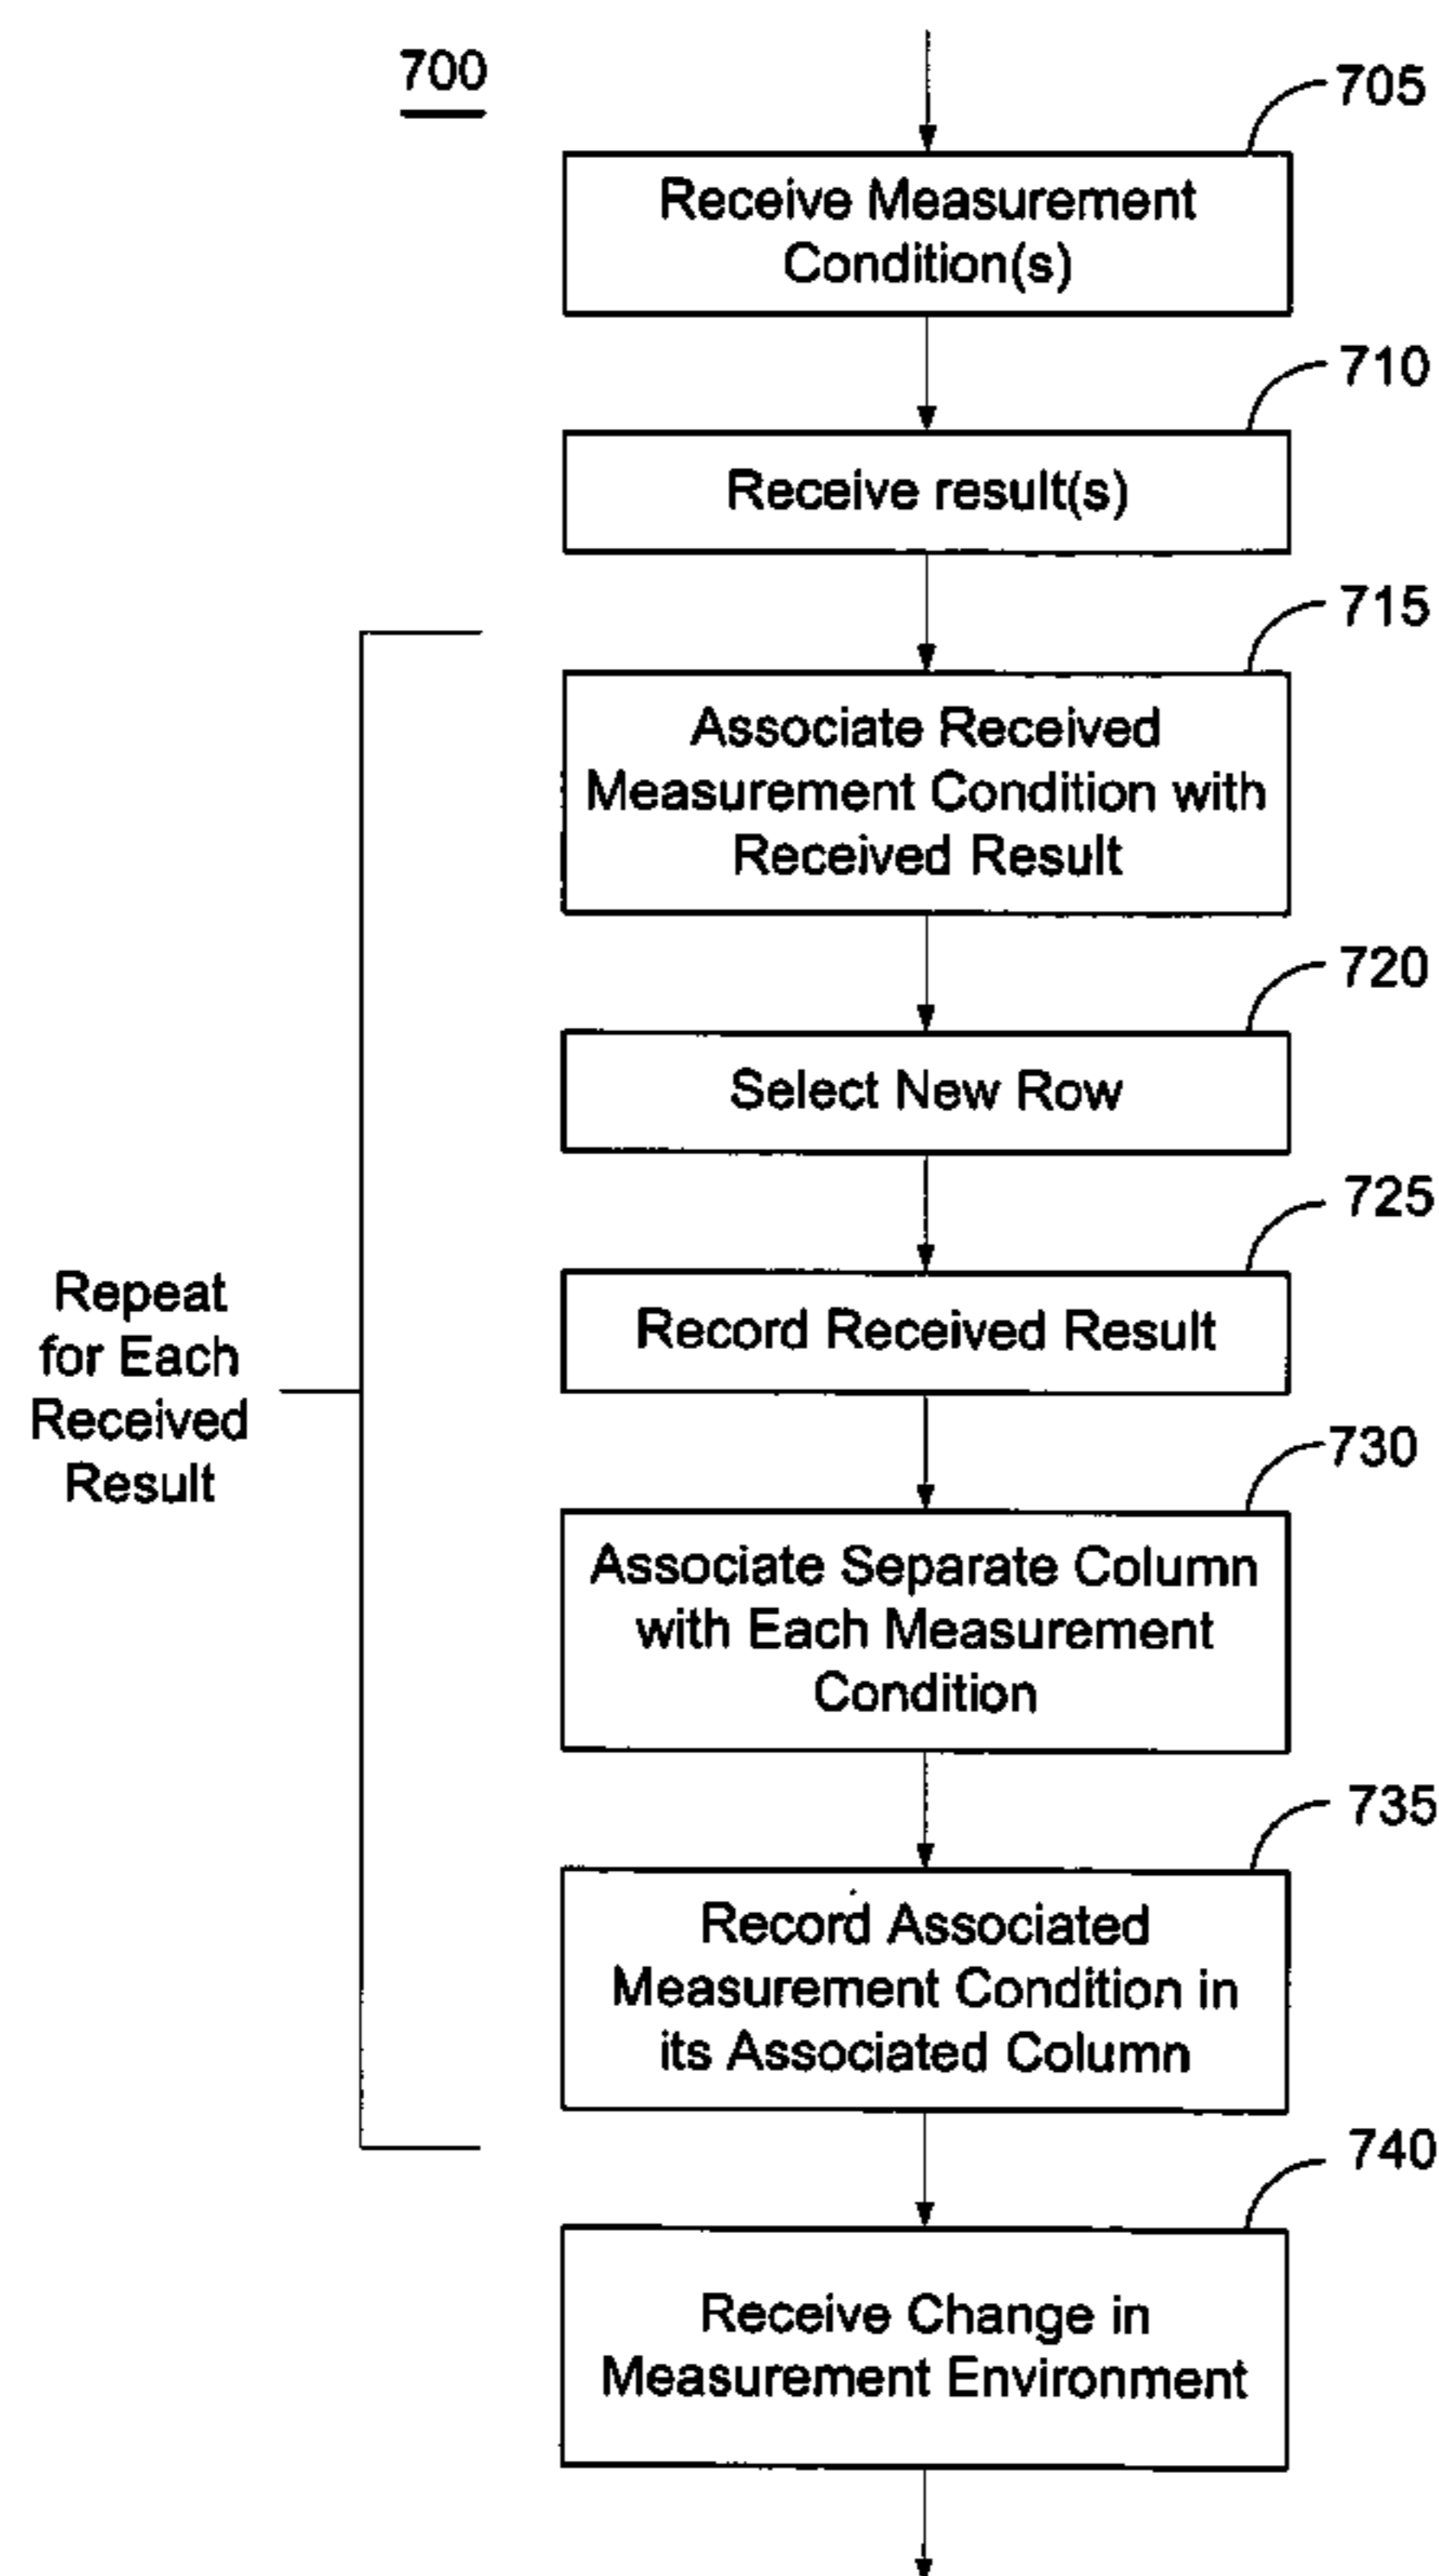 700
705
Receive Measurement
Condition(s)
710
Receive result(s)
715
Associate Received
Measurement Condition with
Received Result
720
Select New Row
725
Record Received Result
Repeat
for Each
Received
Result
730
Associate Separate Column
with Each Measurement
Condition
735
Record Associated
Measurement Condition in
its Associated Column
740
Receive Change in
Measurement Environment